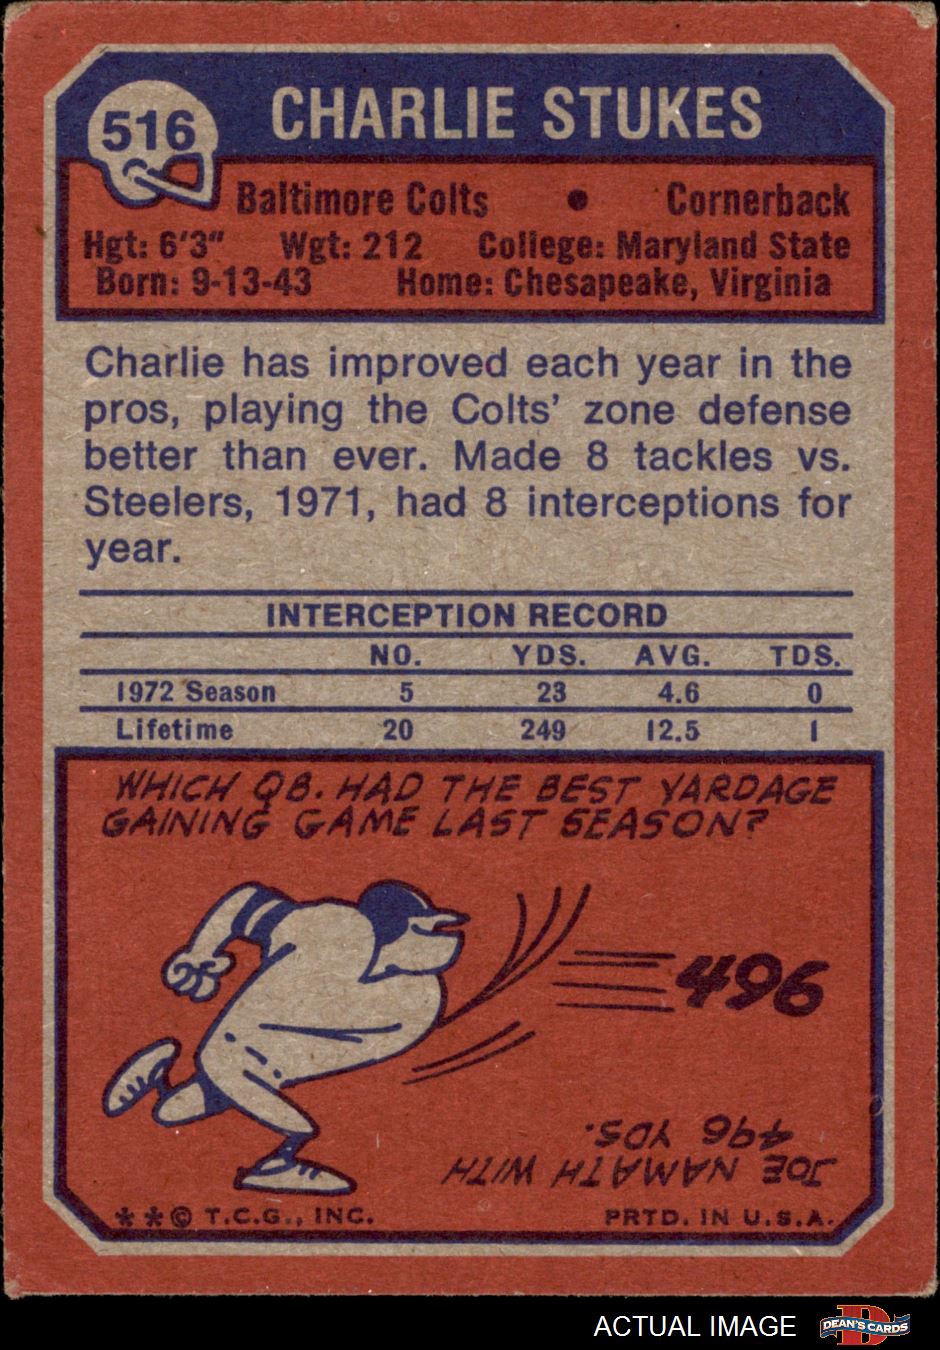 516
CHARLIE STUKES
Baltimore Colts • Cornerback
Hgt: 6'3" Wgt: 212 College: Maryland State
Born: 9-13-43 Home: Chesapeake, Virginia
Charlie has improved each year in the
pros, playing the Colts' zone defense
better than ever. Made 8 tackles vs.
Steelers, 1971, had 8 interceptions for
year.
INTERCEPTION RECORD
NO. YDS. AVG. TDS.
1972 Season 5 23 4.6 0
Lifetime 20 249 12.5 1
WHICH QB. HAD THE BEST YARDAGE
GAINING GAME LAST SEASON?
496
JOE NAMATH WITH
496 YDS.
**© T.C.G., INC. PRTD. IN U.S.A.
ACTUAL IMAGE
DEAN'S CARDS